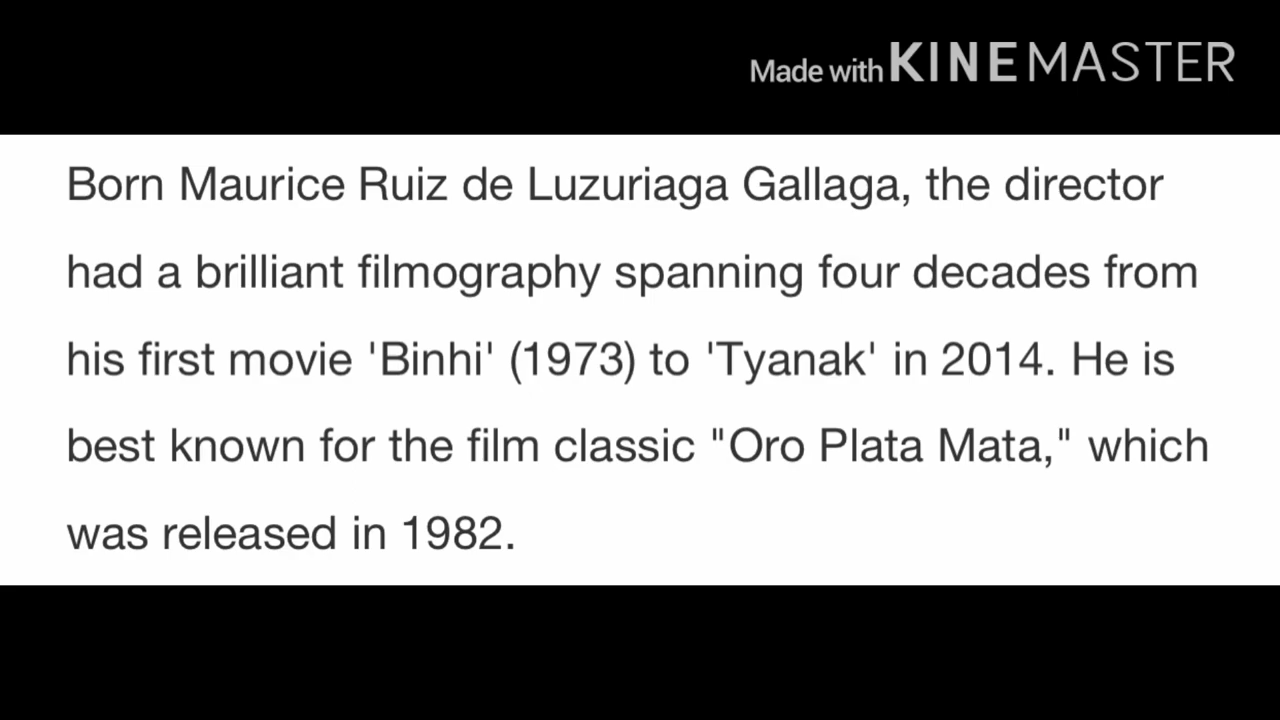 Made with KINEMASTER
Born Maurice Ruiz de Luzuriaga Gallaga, the director
had a brilliant filmography spanning four decades from
his first movie 'Binhi' (1973) to 'Tyanak' in 2014. He is
best known for the film classic "Oro Plata Mata," which
was released in 1982.